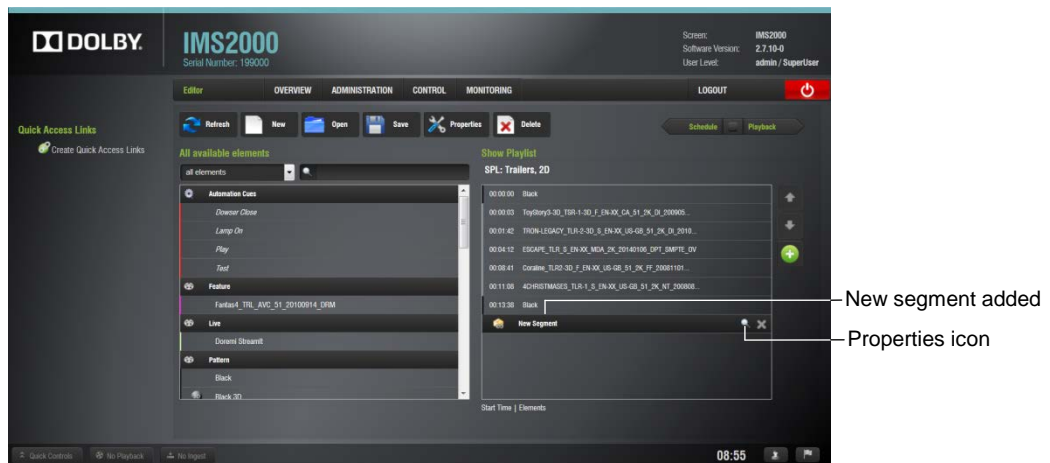 DOLBY.
IMS2000
Serial Number: 199000
Screen: IMS2000
Software Version: 2.7.10-0
User Level: admin / SuperUser
Editor OVERVIEW ADMINISTRATION CONTROL MONITORING LOGOUT
Quick Access Links
Create Quick Access Links
Refresh New Open Save Properties Delete
Schedule Playback
All available elements
all elements
Automation Cues
Dowser Close
Lamp On
Play
Test
Feature
Fantas4_TRL_AVC_51_20100914_DRM
Live
Doremi Streamit
Pattern
Black
Black 3D
Show Playlist
SPL: Trailers, 2D
00:00:00 Black
00:00:03 ToyStory3-3D_TSR-1-3D_F_EN-XX_CA_51_2K_DI_200905...
00:01:42 TRON-LEGACY_TLR-2-3D_S_EN-XX_US-GB_51_2K_DI_2010...
00:04:12 ESCAPE_TLR_S_EN-XX_MDA_2K_20140106_DPT_SMPTE_OV
00:08:41 Coraline_TLR2-3D_F_EN-XX_US-GB_51_2K_FF_20081101...
00:11:08 4CHRISTMASES_TLR-1_S_EN-XX_US-GB_51_2K_NT_200808...
00:13:38 Black
New Segment
Start Time | Elements
New segment added
Properties icon
Quick Controls No Playback No Ingest 08:55